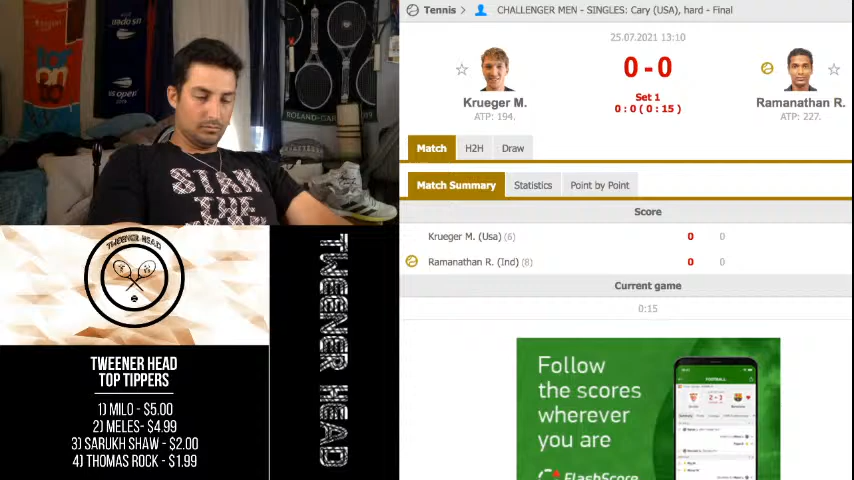 Tennis > CHALLENGER MEN - SINGLES: Cary (USA), hard - Final
25.07.2021 13:10
0 - 0
Krueger M.
ATP: 194.
Set 1
0 : 0 ( 0 : 15 )
Ramanathan R.
ATP: 227.
Match H2H Draw
Match Summary Statistics Point by Point
Score
Krueger M. (Usa) (6) 0 0
Ramanathan R. (Ind) (8) 0 0
Current game
0:15
Follow
the scores
wherever
you are
FlashScore
FOOTBALL
STAN
THE
US OPEN
ROLAND-GAR
TWEENER HEAD
TWEENER HEAD
TWEENER HEAD
TOP TIPPERS
1) MILO - $5.00
2) MELES- $4.99
3) SARUKH SHAW - $2.00
4) THOMAS ROCK - $1.99